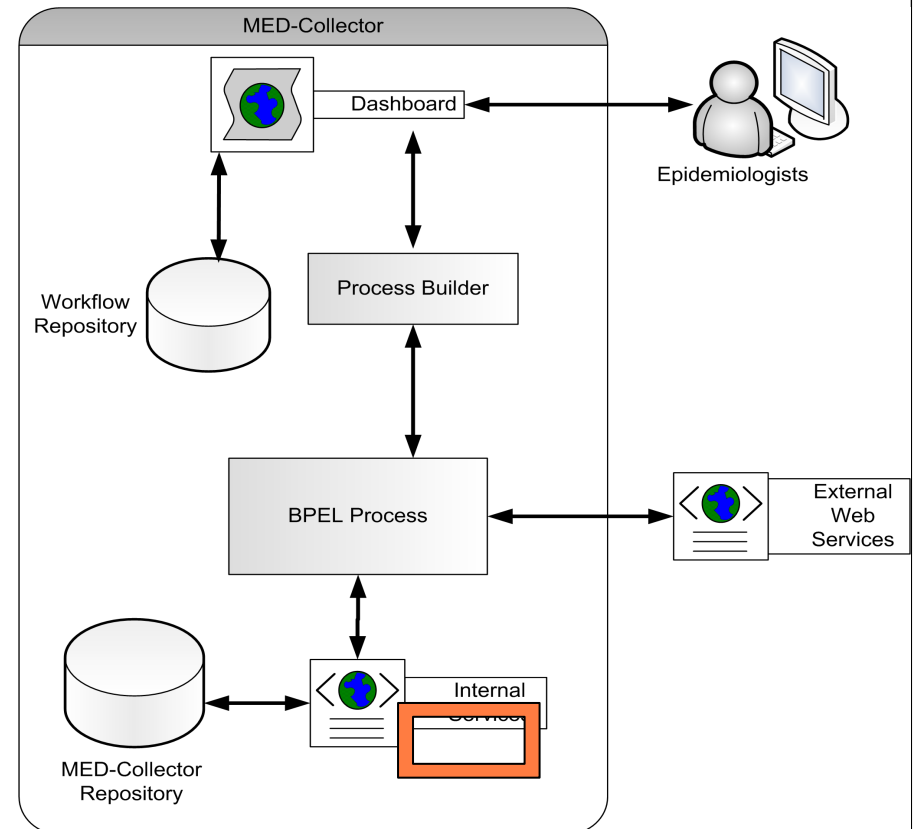 MED-Collector
Dashboard
Epidemiologists
Workflow
Repository
Process Builder
BPEL Process
External
Web
Services
Internal
MED-Collector
Repository